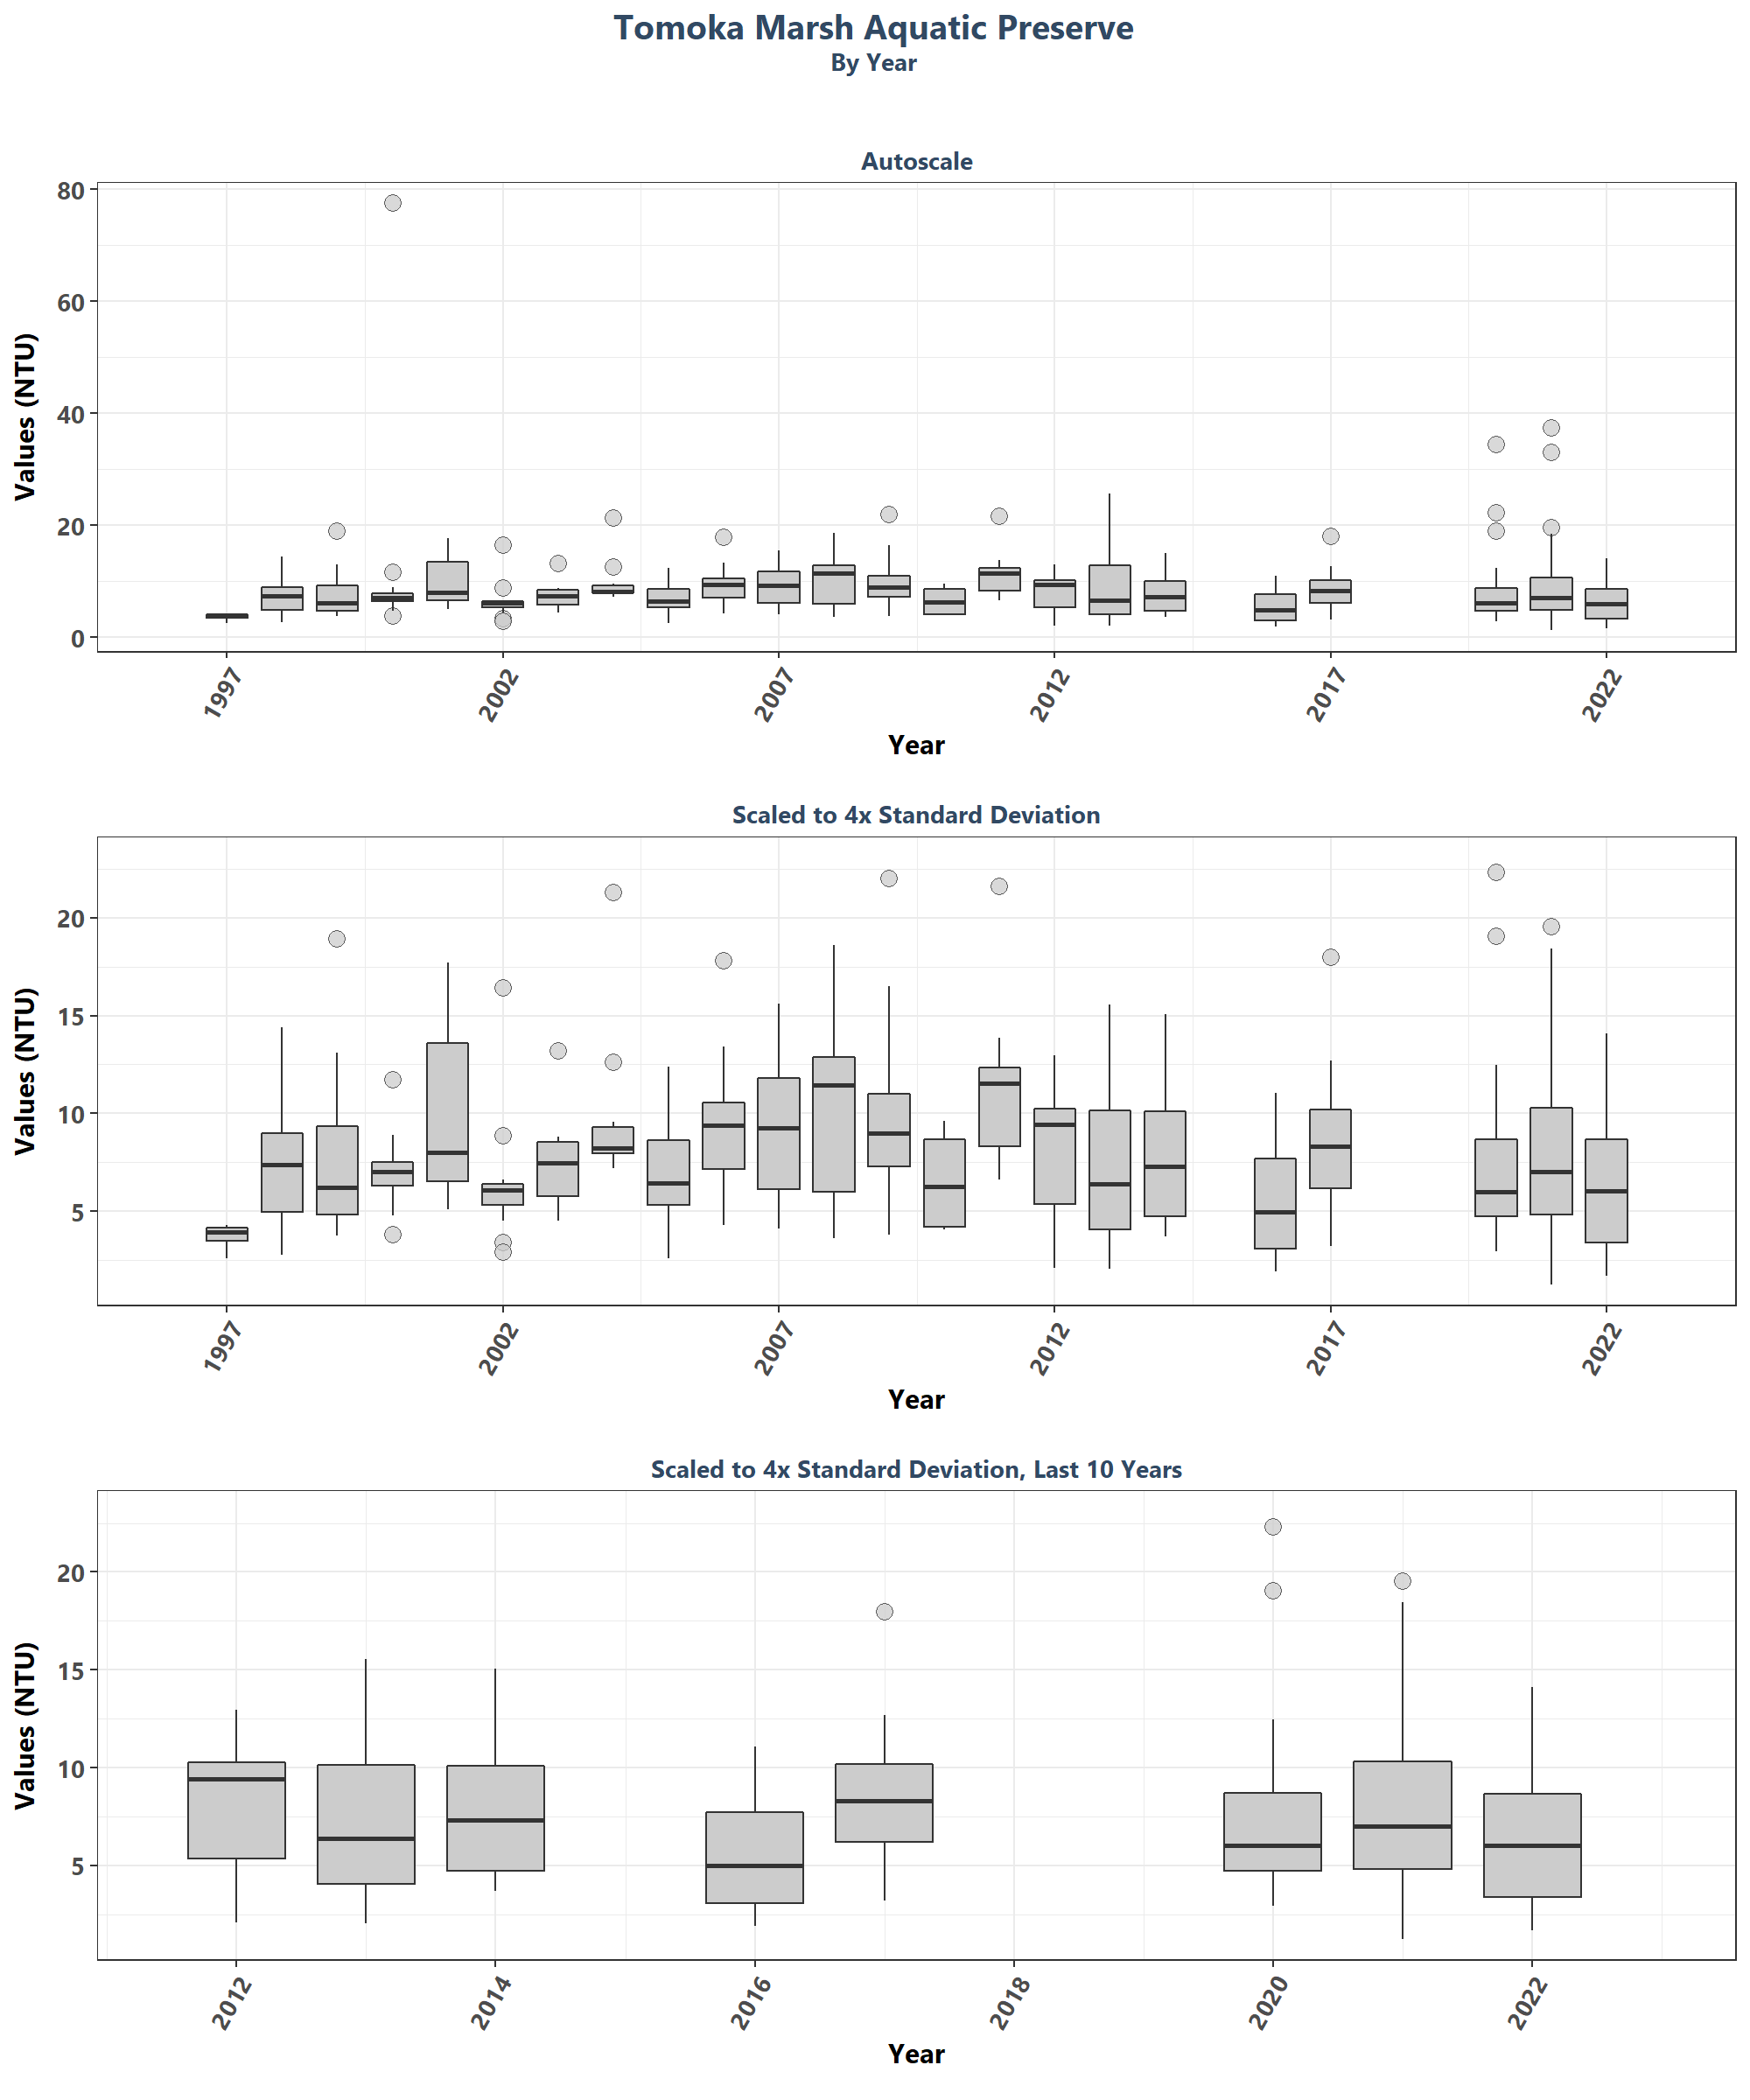 Tomoka Marsh Aquatic Preserve
By Year
Autoscale
80
60
40
20
0
Values (NTU)
1997
2002
2007
2012
2017
2022
Year
Scaled to 4x Standard Deviation
20
15
10
5
Values (NTU)
1997
2002
2007
2012
2017
2022
Year
Scaled to 4x Standard Deviation, Last 10 Years
20
15
10
5
Values (NTU)
2012
2014
2016
2018
2020
2022
Year